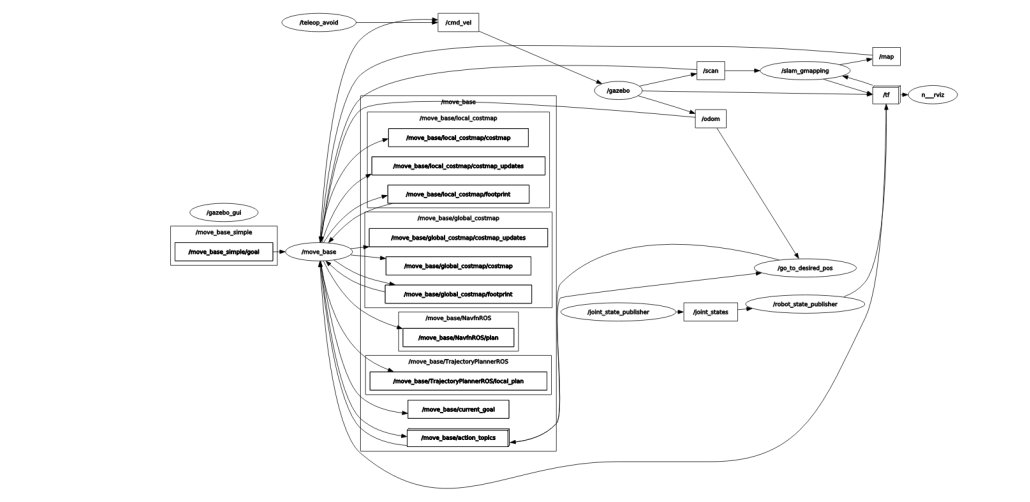 /teleop_avoid
/cmd_vel
/map
/scan
/slam_gmapping
/gazebo
/tf
n__rviz
/move_base
/odom
/move_base/local_costmap
/move_base/local_costmap/costmap
/move_base/local_costmap/costmap_updates
/move_base/local_costmap/footprint
/gazebo_gui
/move_base/global_costmap
/move_base_simple
/move_base/global_costmap/costmap_updates
/move_base_simple/goal
/move_base
/move_base/global_costmap/costmap
/go_to_desired_pos
/move_base/global_costmap/footprint
/robot_state_publisher
/joint_state_publisher
/joint_states
/move_base/NavfnROS
/move_base/NavfnROS/plan
/move_base/TrajectoryPlannerROS
/move_base/TrajectoryPlannerROS/local_plan
/move_base/current_goal
/move_base/action_topics